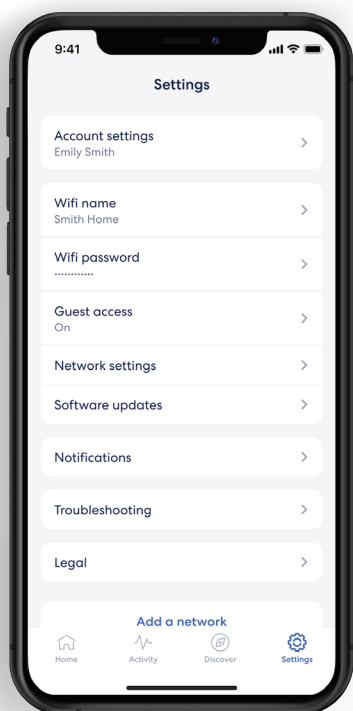 9:41
Settings
Account settings
Emily Smith
Wifi name
Smith Home
Wifi password
••••••••••••
Guest access
On
Network settings
Software updates
Notifications
Troubleshooting
Legal
Add a network
Home Activity Discover Settings